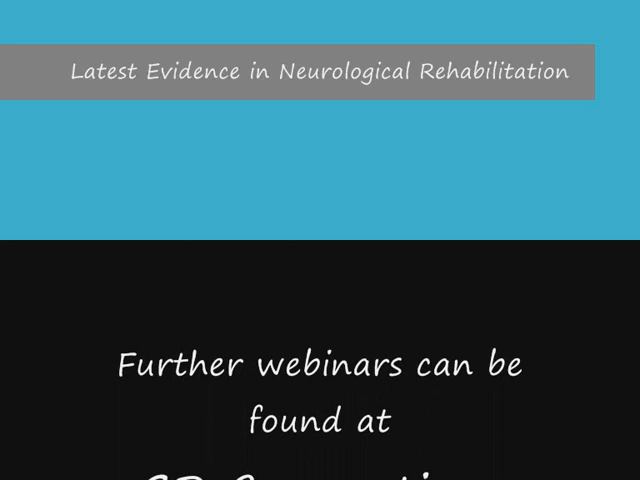 Latest Evidence in Neurological Rehabilitation
Further webinars can be
found at